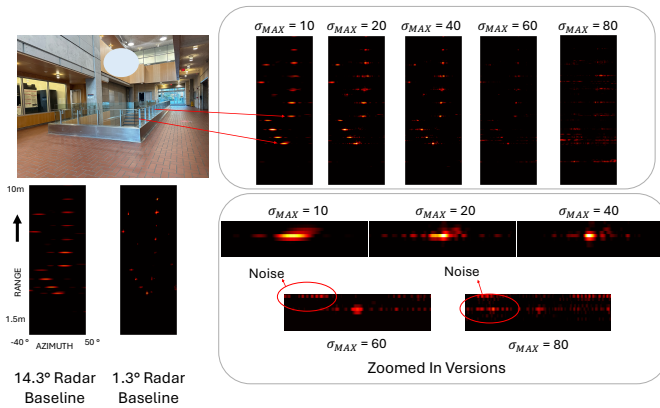 σMAX = 10
σMAX = 20
σMAX = 40
σMAX = 60
σMAX = 80
10m
RANGE
1.5m
-40° AZIMUTH 50°
14.3° Radar
Baseline
1.3° Radar
Baseline
σMAX = 10
σMAX = 20
σMAX = 40
Noise
Noise
σMAX = 60
σMAX = 80
Zoomed In Versions